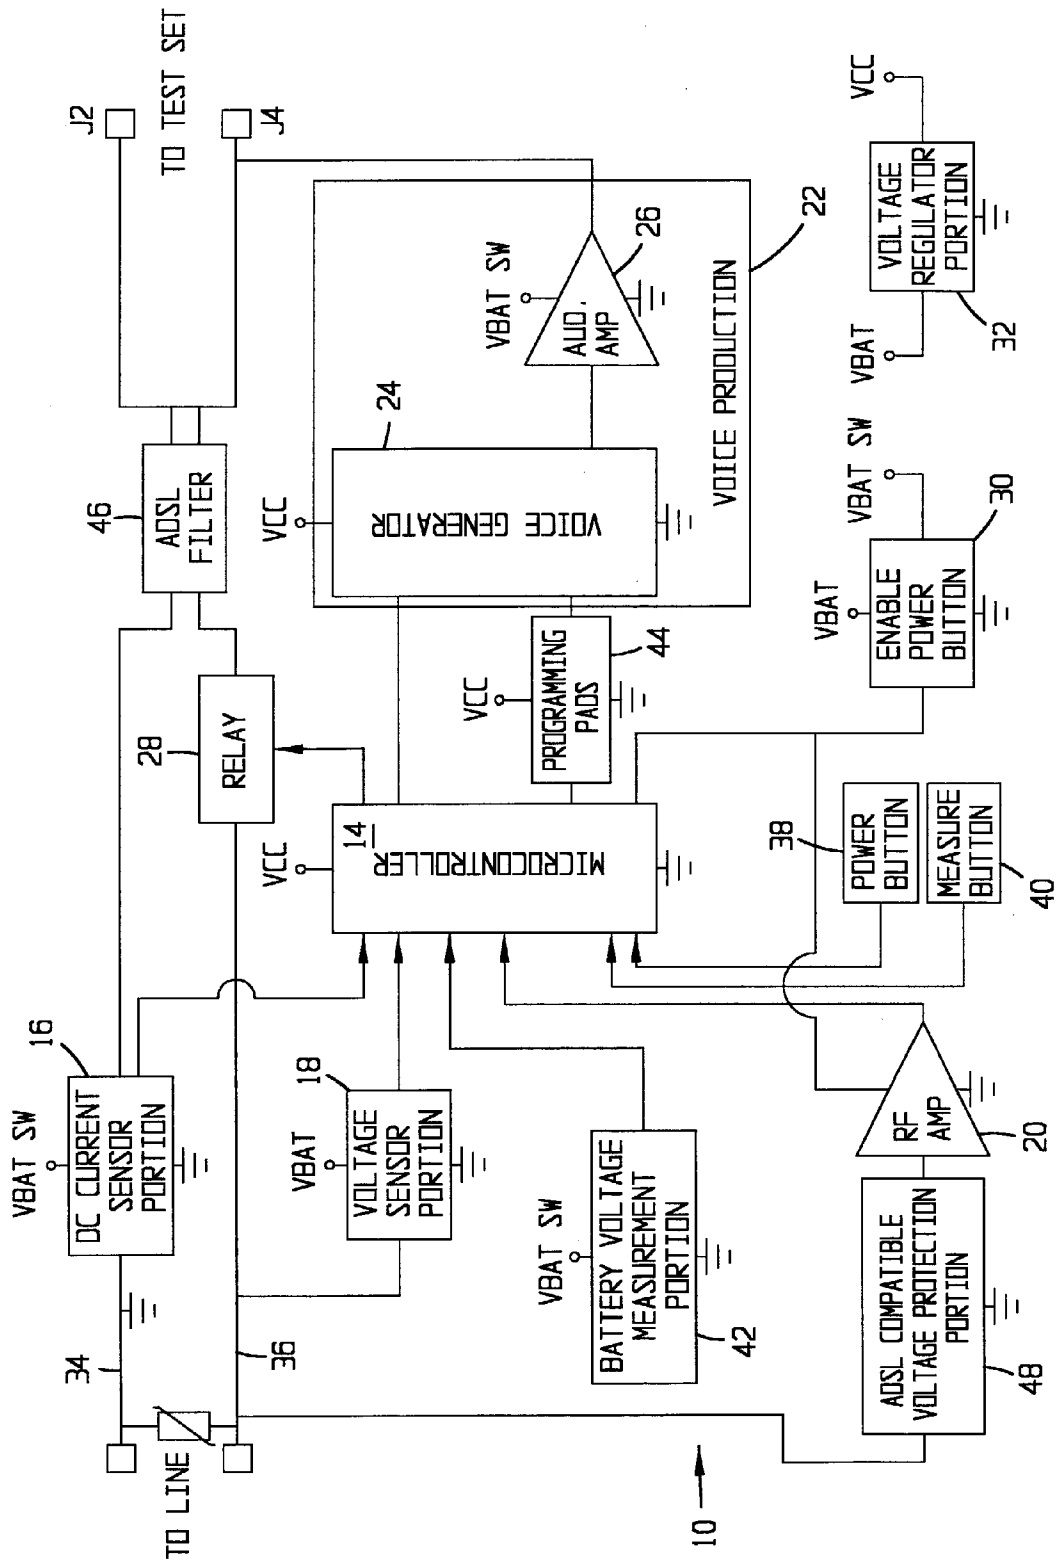 J2
TO TEST SET
J4
46
ADSL
FILTER
28
RELAY
VBAT SW
16
DC CURRENT
SENSOR
PORTION
34
36
TO LINE
VBAT
18
VOLTAGE
SENSOR
PORTION
VCC
14
MICROCONTROLLER
VCC
24
VOICE GENERATOR
VBAT SW
26
AUD.
AMP
VOICE PRODUCTION
22
VCC
PROGRAMMING
PADS
44
VBAT SW
BATTERY VOLTAGE
MEASUREMENT
PORTION
42
10
ADSL COMPATIBLE
VOLTAGE PROTECTION
PORTION
48
RF
AMP
20
38
POWER
BUTTON
MEASURE
BUTTON
40
VBAT
ENABLE
POWER
BUTTON
30
VBAT SW
VBAT
VOLTAGE
REGULATOR
PORTION
32
VCC